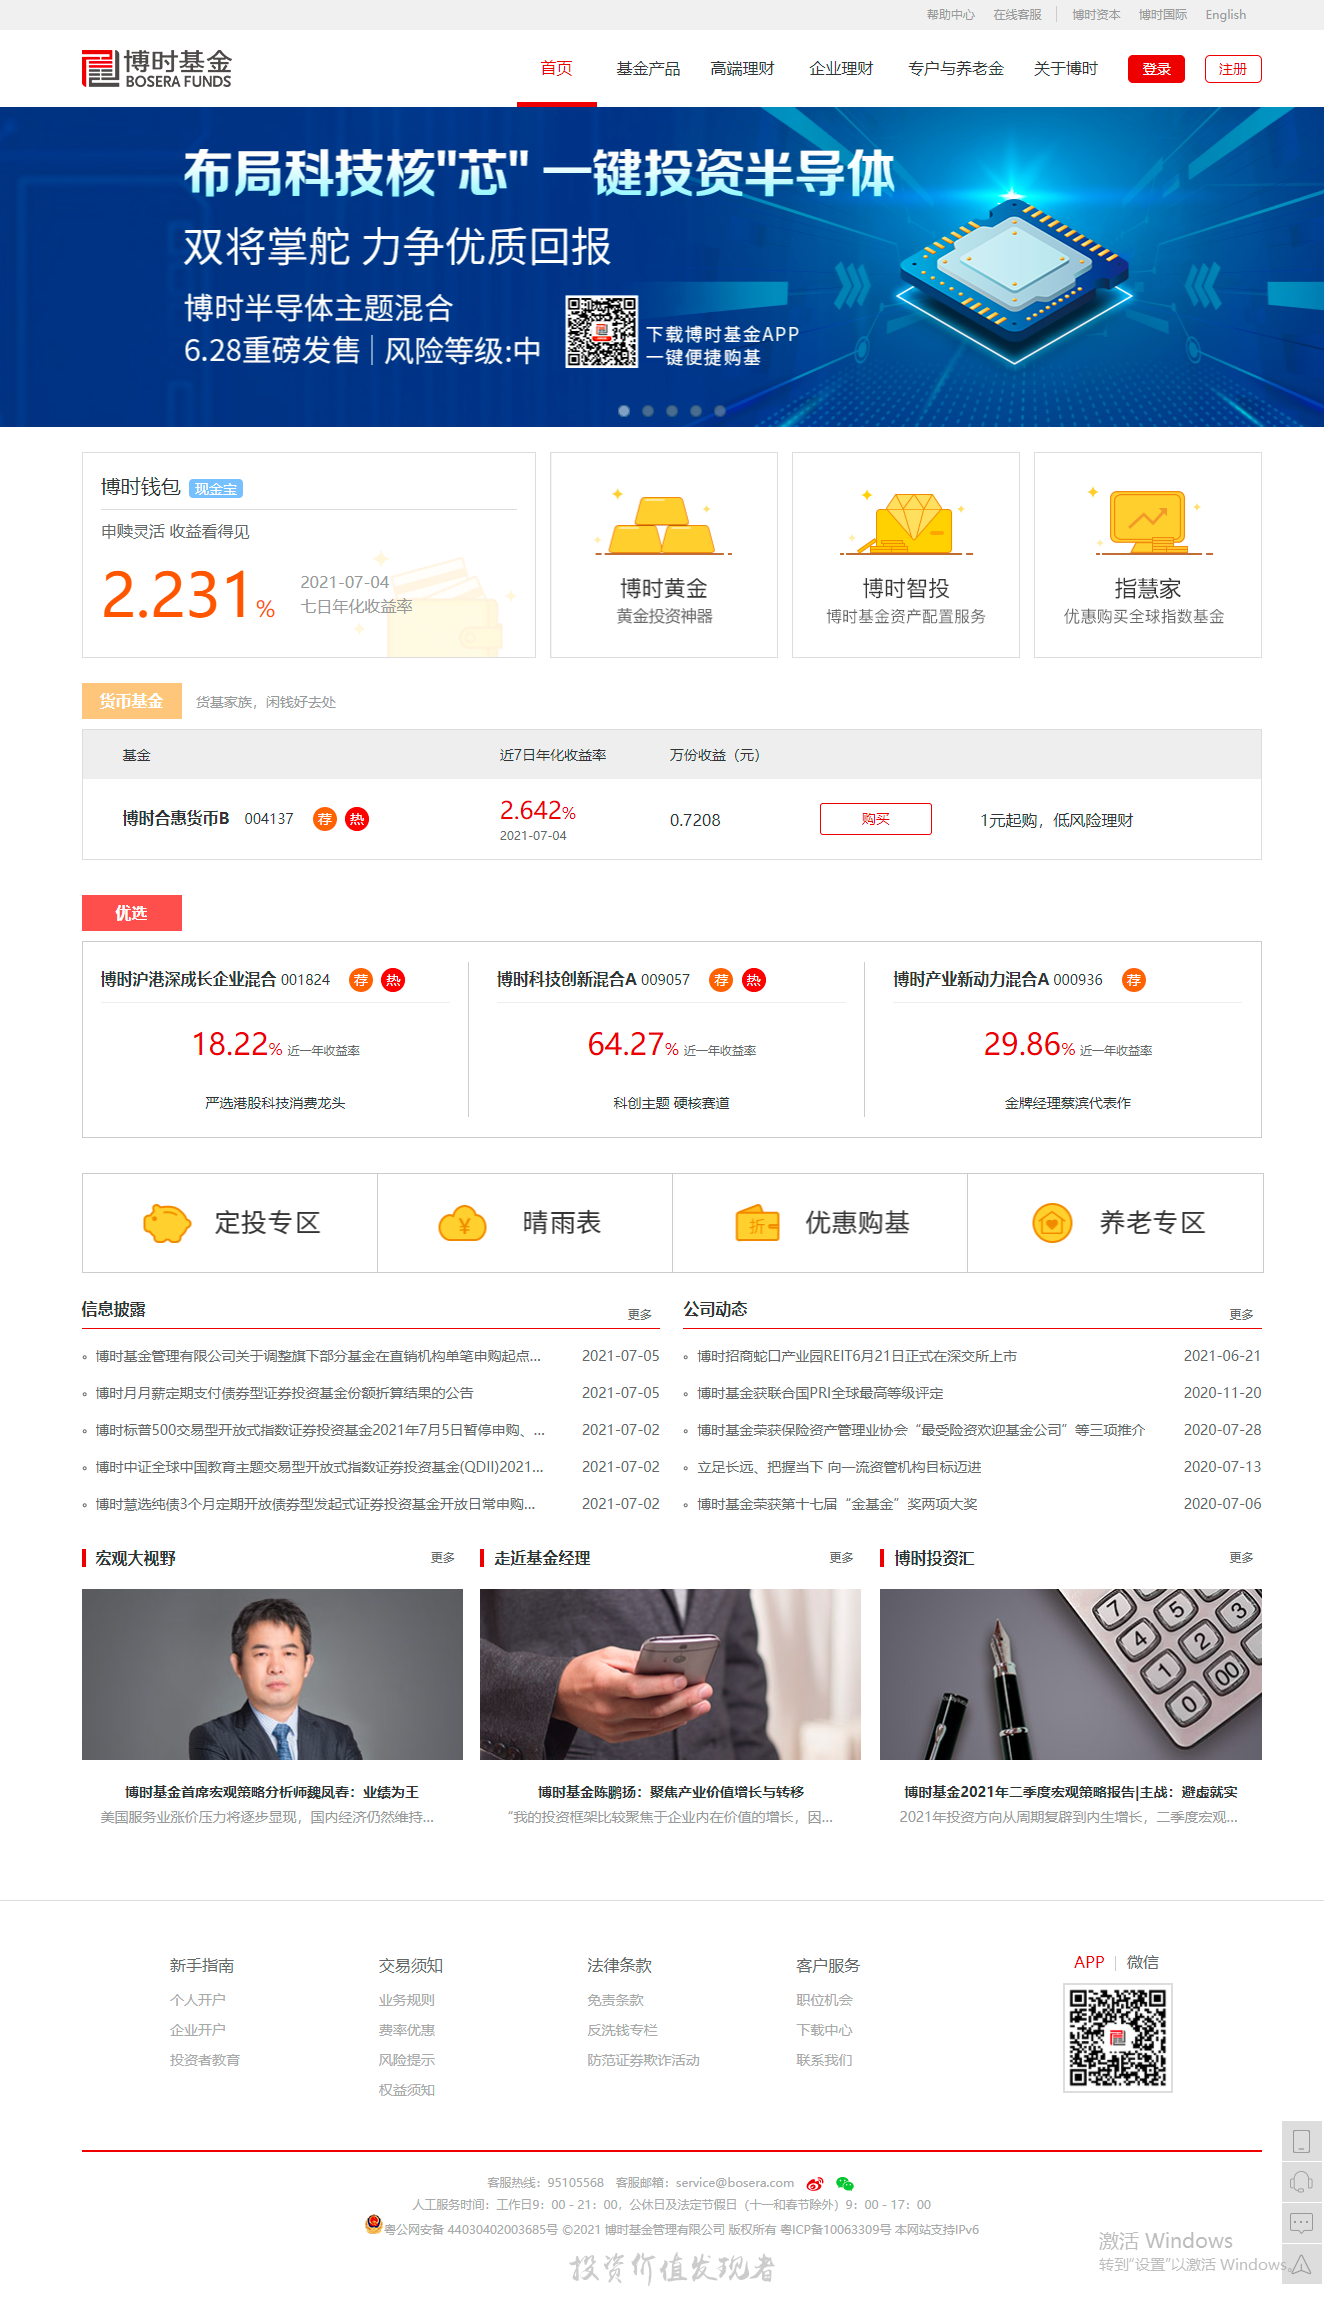 帮助中心 在线客服 博时资本 博时国际 English
博时基金
BOSERA FUNDS
首页 基金产品 高端理财 企业理财 专户与养老金 关于博时 登录 注册
布局科技核"芯" 一键投资半导体
双将掌舵 力争优质回报
博时半导体主题混合
6.28重磅发售|风险等级:中
下载博时基金APP
一键便捷购基
博时钱包 现金宝
申赎灵活 收益看得见
2.231%
2021-07-04
七日年化收益率
博时黄金
黄金投资神器
博时智投
博时基金资产配置服务
指慧家
优惠购买全球指数基金
货币基金 货基家族，闲钱好去处
基金 近7日年化收益率 万份收益（元）
博时合惠货币B 004137 荐 热 2.642% 0.7208 购买 1元起购，低风险理财
2021-07-04
优选
博时沪港深成长企业混合 001824 荐 热
18.22% 近一年收益率
严选港股科技消费龙头
博时科技创新混合A 009057 荐 热
64.27% 近一年收益率
科创主题 硬核赛道
博时产业新动力混合A 000936 荐
29.86% 近一年收益率
金牌经理蔡滨代表作
定投专区 ¥ 晴雨表 折 优惠购基 养老专区
信息披露 更多
博时基金管理有限公司关于调整旗下部分基金在直销机构单笔申购起点... 2021-07-05
博时月月薪定期支付债券型证券投资基金份额折算结果的公告 2021-07-05
博时标普500交易型开放式指数证券投资基金2021年7月5日暂停申购、... 2021-07-02
博时中证全球中国教育主题交易型开放式指数证券投资基金(QDII)2021... 2021-07-02
博时慧选纯债3个月定期开放债券型发起式证券投资基金开放日常申购... 2021-07-02
公司动态 更多
博时招商蛇口产业园REIT6月21日正式在深交所上市 2021-06-21
博时基金获联合国PRI全球最高等级评定 2020-11-20
博时基金荣获保险资产管理业协会“最受险资欢迎基金公司”等三项推介 2020-07-28
立足长远、把握当下 向一流资管机构目标迈进 2020-07-13
博时基金荣获第十七届“金基金”奖两项大奖 2020-07-06
宏观大视野 更多
博时基金首席宏观策略分析师魏凤春：业绩为王
美国服务业涨价压力将逐步显现，国内经济仍然维持...
走近基金经理 更多
博时基金陈鹏扬：聚焦产业价值增长与转移
“我的投资框架比较聚焦于企业内在价值的增长，因...
博时投资汇 更多
7 5 3
4 2
1 00
0
博时基金2021年二季度宏观策略报告|主战：避虚就实
2021年投资方向从周期复辟到内生增长，二季度宏观...
新手指南
个人开户
企业开户
投资者教育
交易须知
业务规则
费率优惠
风险提示
权益须知
法律条款
免责条款
反洗钱专栏
防范证券欺诈活动
客户服务
职位机会
下载中心
联系我们
APP | 微信
客服热线：95105568 客服邮箱：service@bosera.com
人工服务时间：工作日9：00 - 21：00，公休日及法定节假日（十一和春节除外）9：00 - 17：00
粤公网安备 44030402003685号 ©2021 博时基金管理有限公司 版权所有 粤ICP备10063309号 本网站支持IPv6
投资价值发现者
激活 Windows
转到“设置”以激活 Windows。